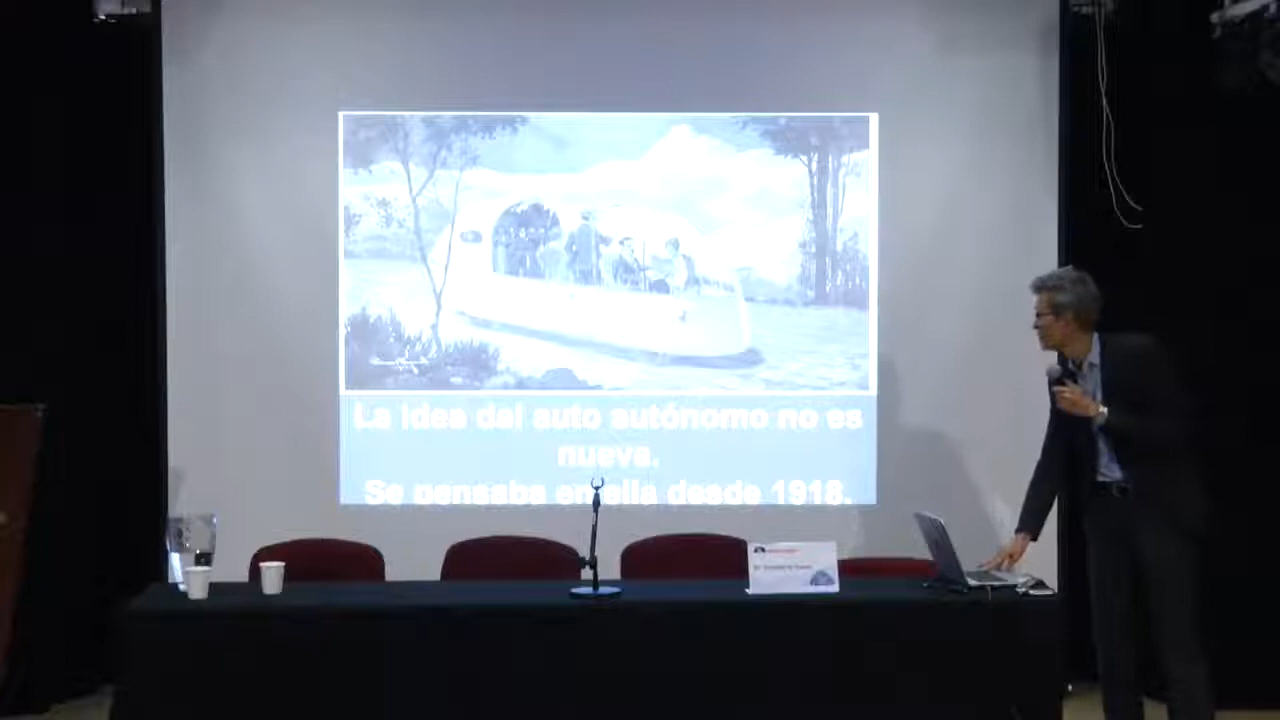 La idea del auto autónomo no es
nueva.
Se pensaba en ella desde 1918.